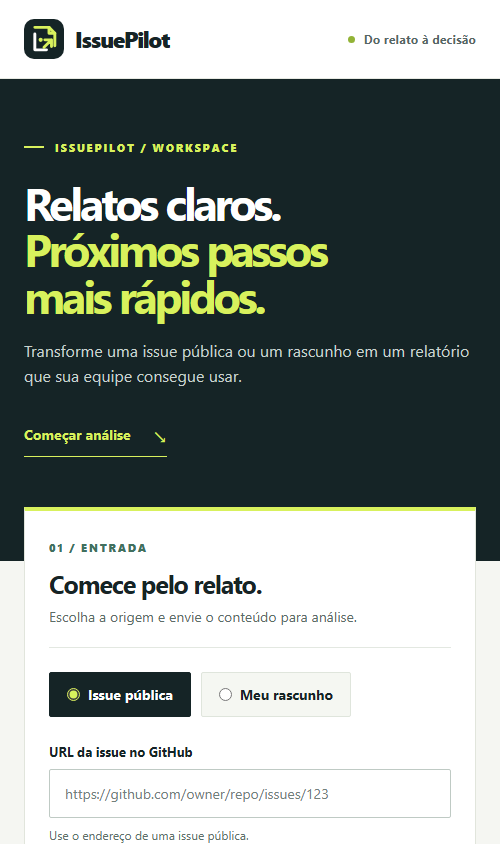 IssuePilot
Do relato à decisão
ISSUEPILOT / WORKSPACE
Relatos claros.
Próximos passos
mais rápidos.
Transforme uma issue pública ou um rascunho em um relatório
que sua equipe consegue usar.
Começar análise ↘
01 / ENTRADA
Comece pelo relato.
Escolha a origem e envie o conteúdo para análise.
Issue pública
Meu rascunho
URL da issue no GitHub
https://github.com/owner/repo/issues/123
Use o endereço de uma issue pública.